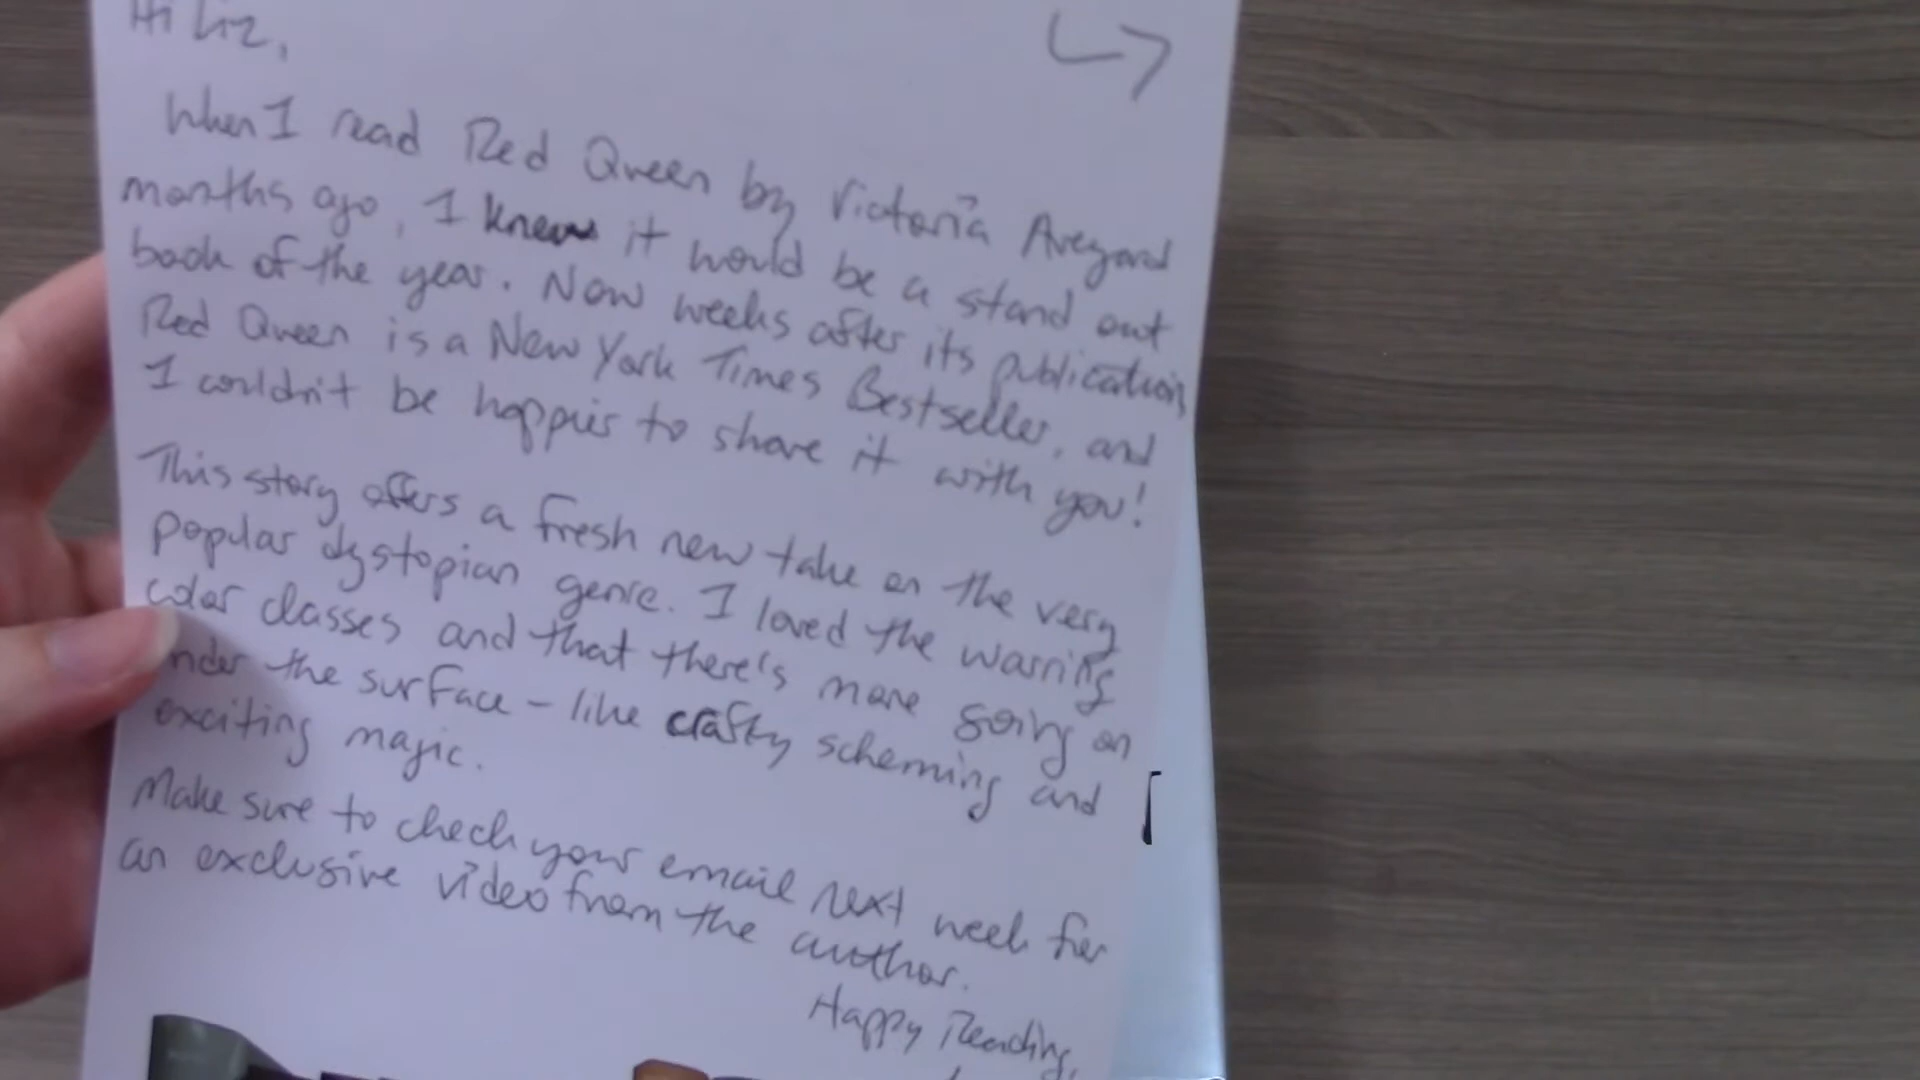 Hi Liz,
When I read Red Queen by Victoria Aveyard
months ago, I knew it would be a stand out
book of the year. Now weeks after its publication,
Red Queen is a New York Times Bestseller, and
I couldn't be happier to share it with you!
This story offers a fresh new take on the very
popular dystopian genre. I loved the warring
color classes and that there's more going on
under the surface - like crafty scheming and
exciting magic.
Make sure to check your email next week for
an exclusive video from the author.
Happy Reading,